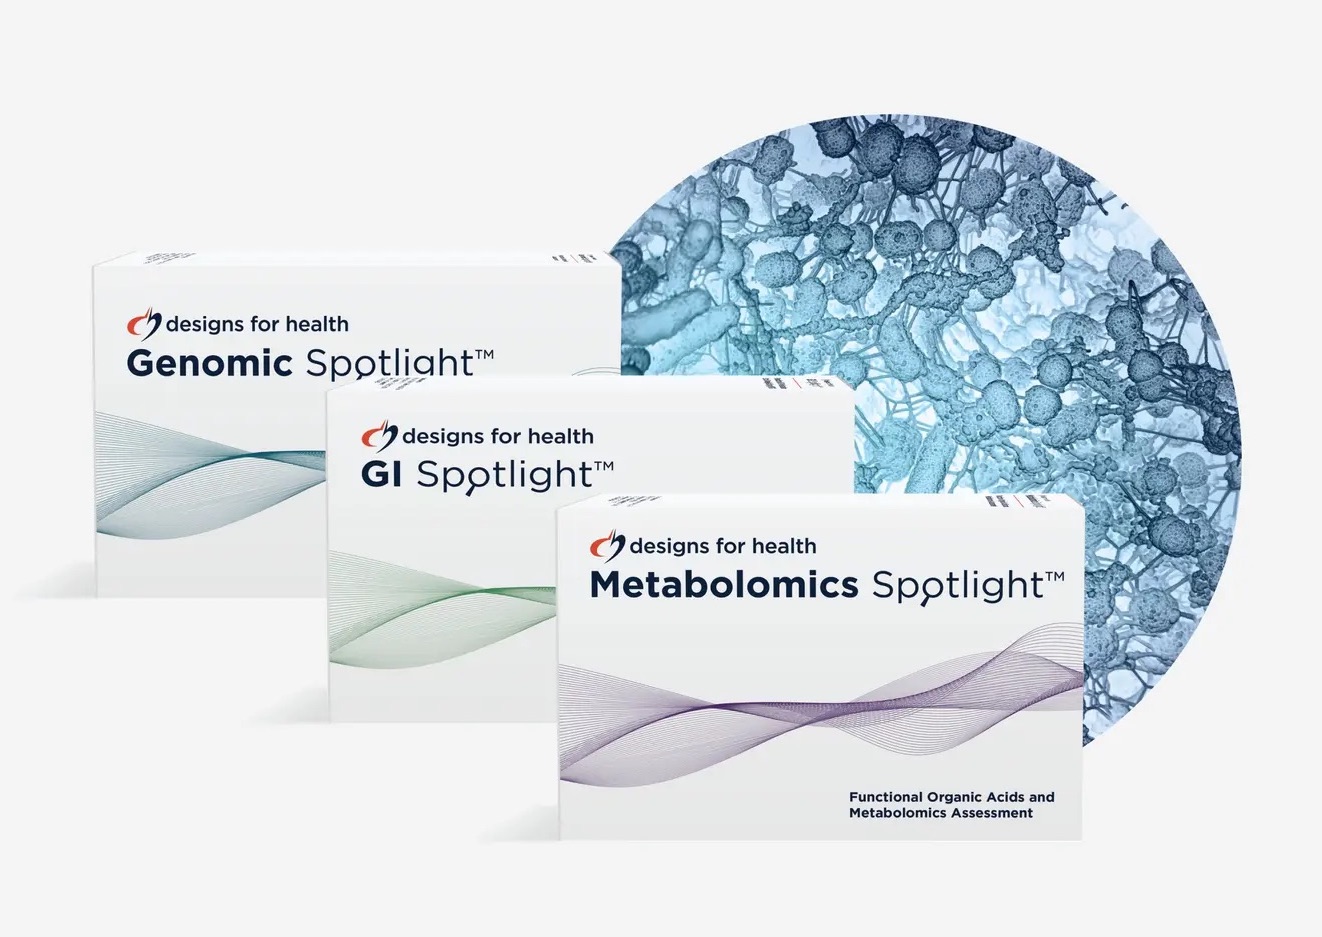 designs for health
Genomic Spotlight™
designs for health
GI Spotlight™
designs for health
Metabolomics Spotlight™
Functional Organic Acids and
Metabolomics Assessment